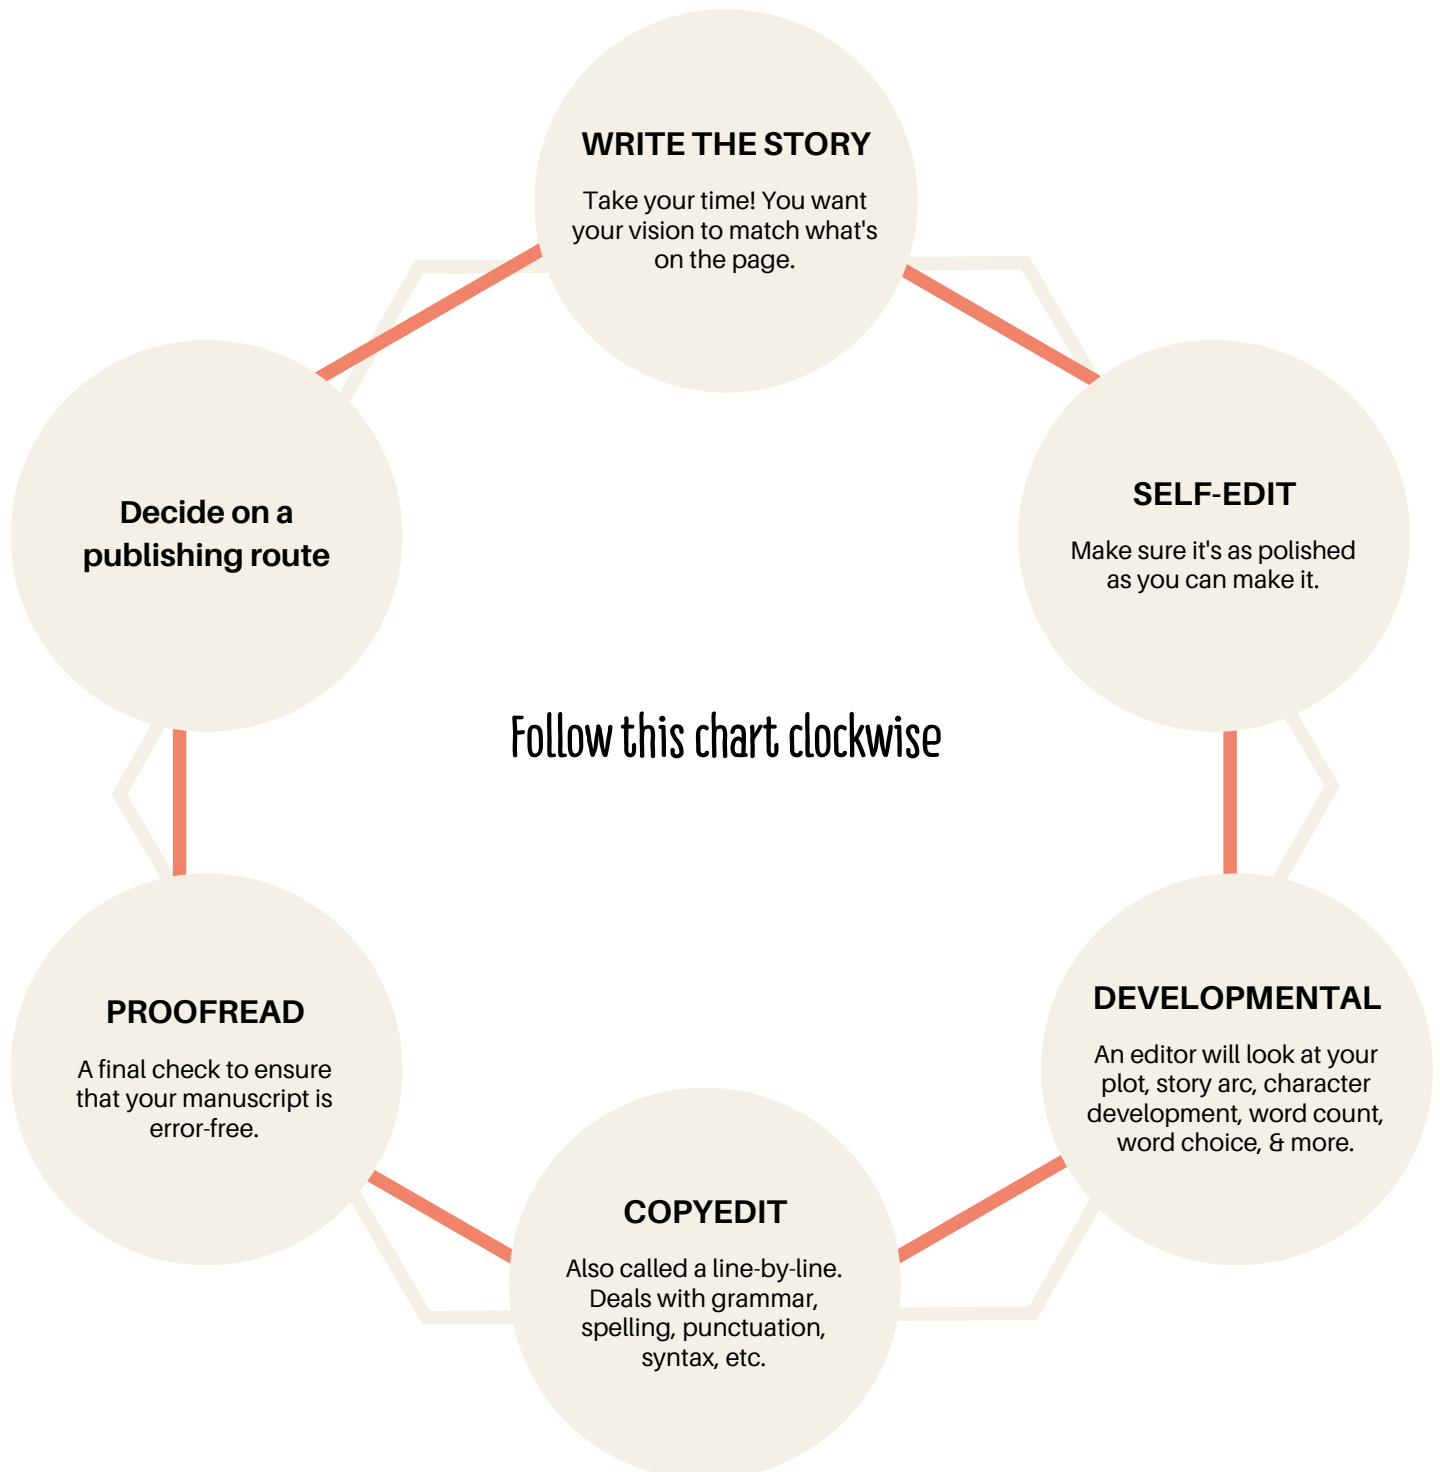 WRITE THE STORY
Take your time! You want
your vision to match what's
on the page.
SELF-EDIT
Make sure it's as polished
as you can make it.
DEVELOPMENTAL
An editor will look at your
plot, story arc, character
development, word count,
word choice, & more.
COPYEDIT
Also called a line-by-line.
Deals with grammar,
spelling, punctuation,
syntax, etc.
PROOFREAD
A final check to ensure
that your manuscript is
error-free.
Decide on a
publishing route
Follow this chart clockwise